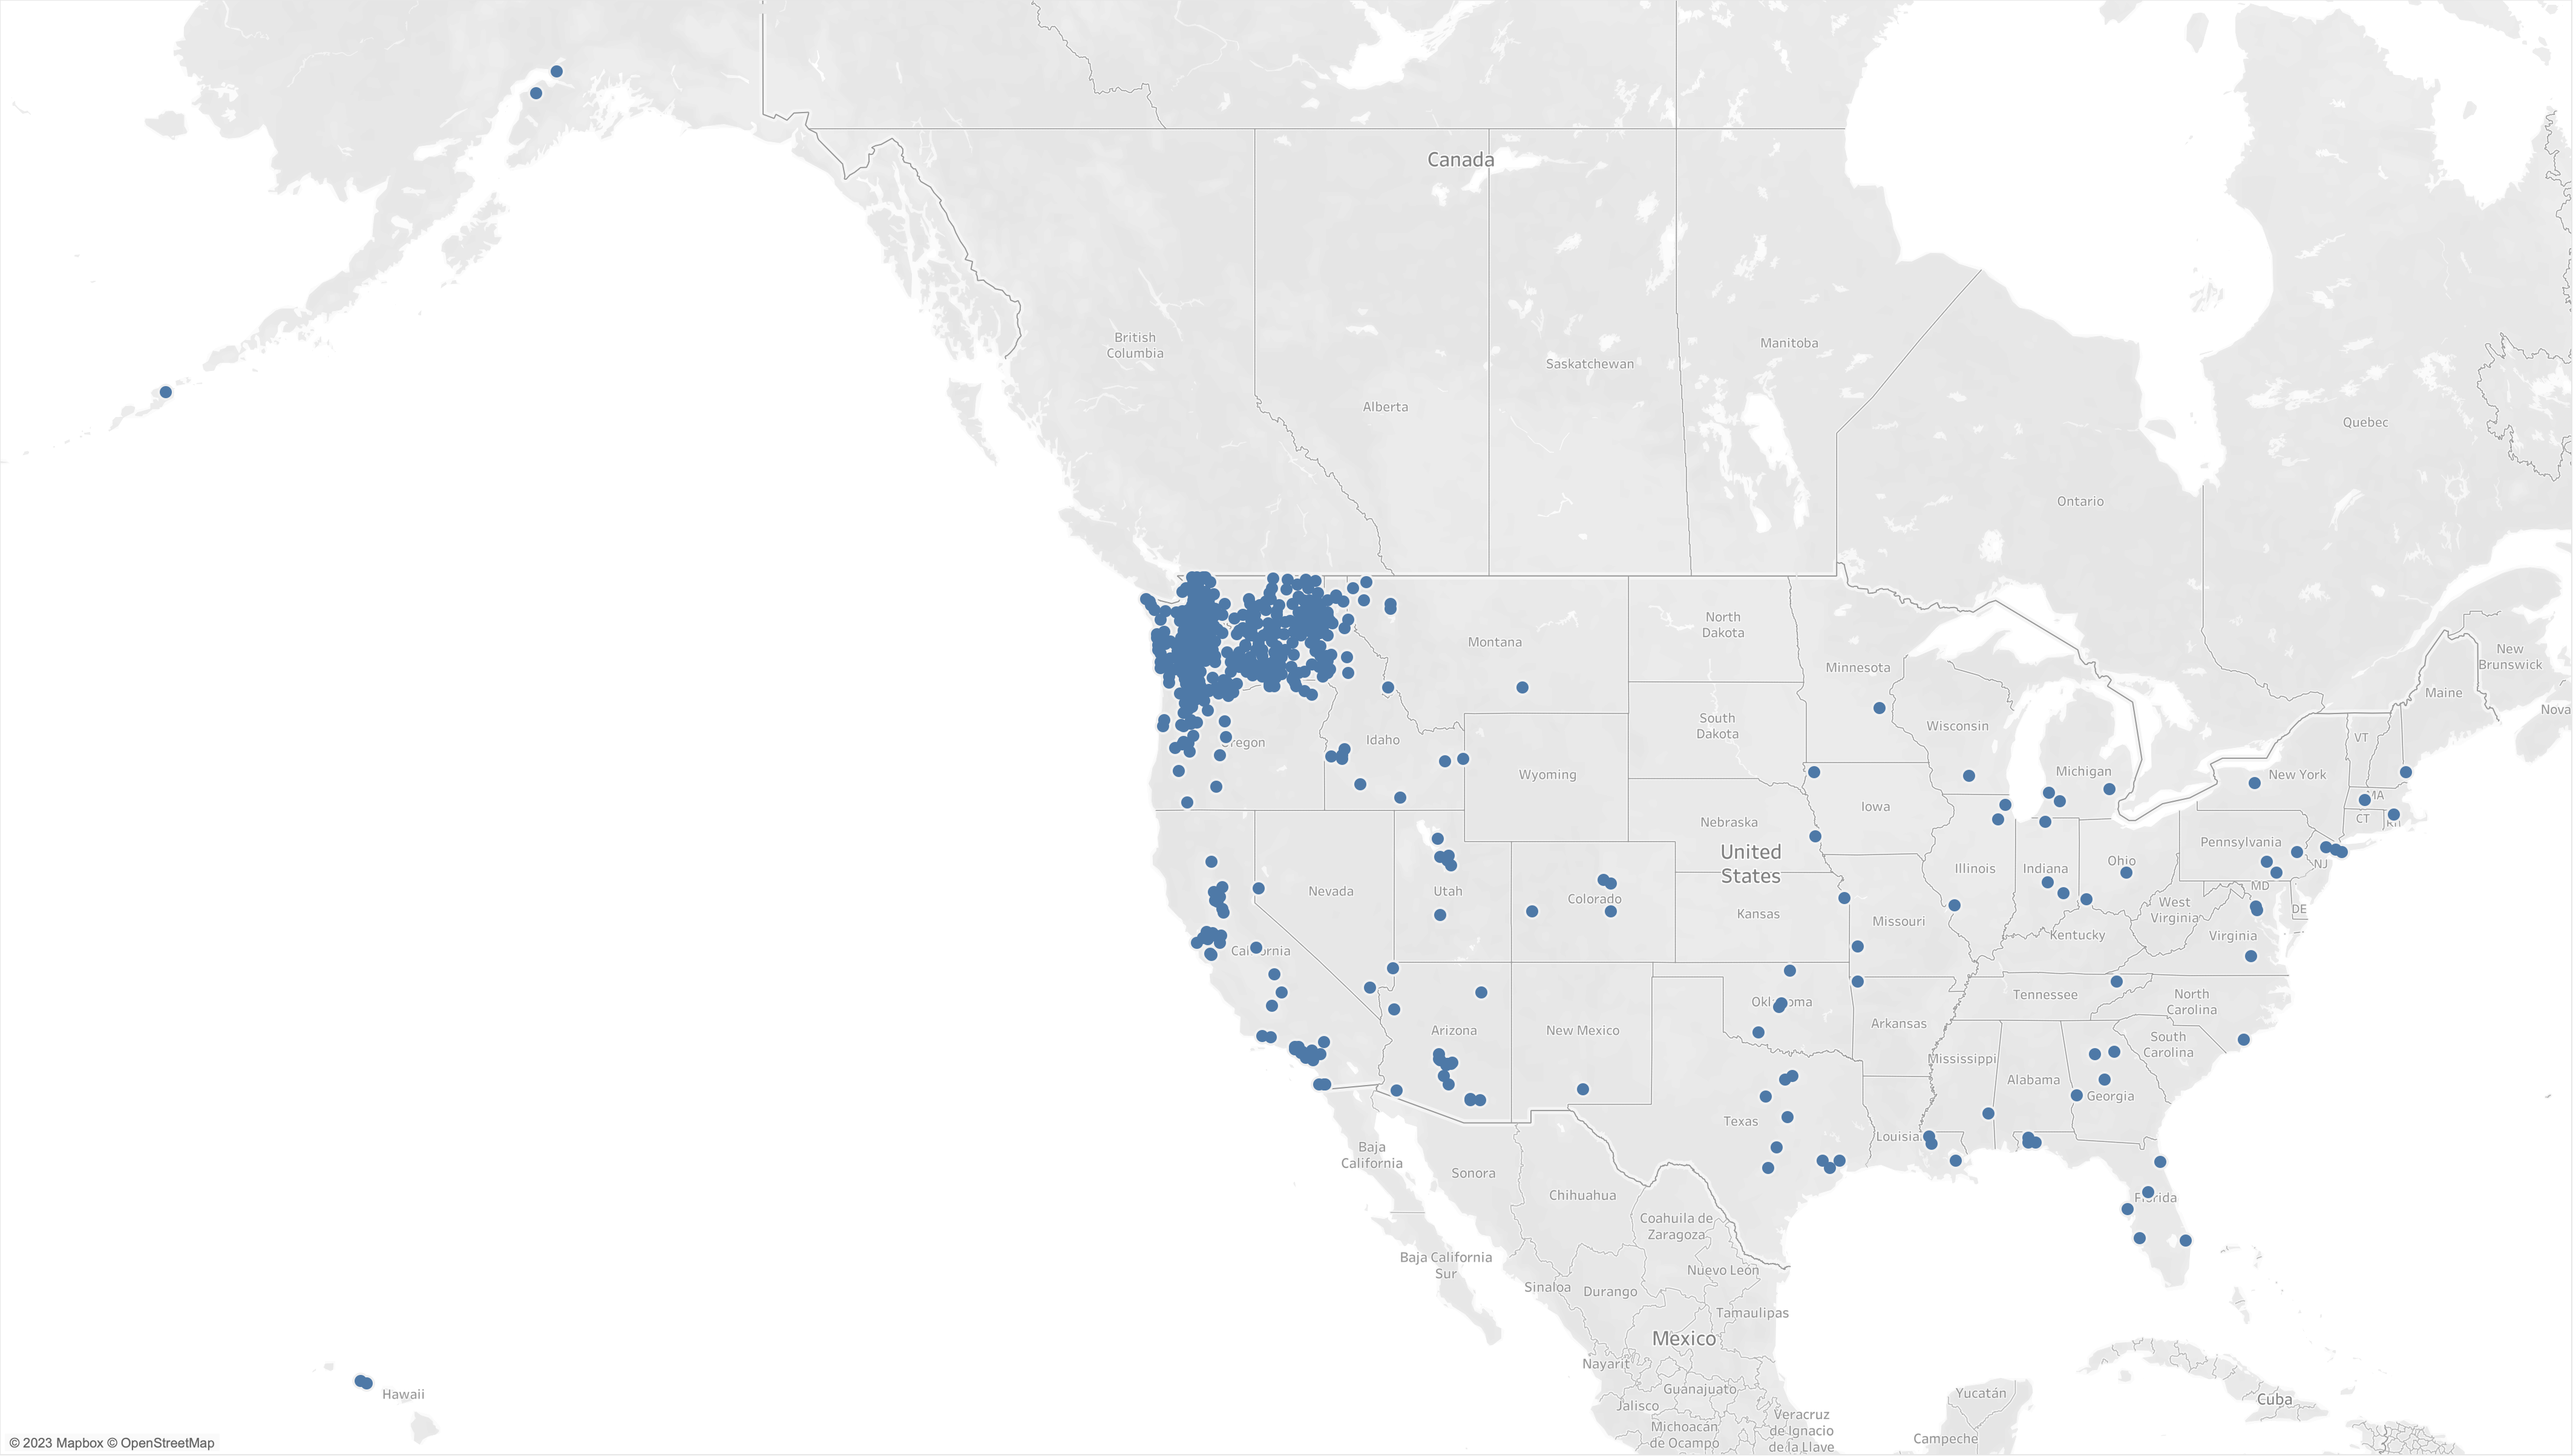 Canada
British
Columbia
Alberta
Saskatchewan
Manitoba
Ontario
Quebec
New
Brunswick
Nova
Maine
North
Dakota
Montana
Minnesota
South
Dakota
Wisconsin
Michigan
VT
New York
Idaho
Wyoming
Iowa
MA
CT
Nebraska
United
States
Pennsylvania
NJ
Illinois
Indiana
Ohio
MD
DE
Nevada
Utah
Colorado
Kansas
Missouri
West
Virginia
Virginia
Kentucky
Tennessee
North
Carolina
Arizona
New Mexico
Arkansas
South
Carolina
Mississippi
Alabama
Georgia
Texas
Baja
California
Sonora
Chihuahua
Coahuila de
Zaragoza
Baja California
Sur
Nuevo León
Sinaloa
Durango
Tamaulipas
Mexico
Nayarit
Guanajuato
Jalisco
Michoacán
de Ocampo
Veracruz
de Ignacio
de la Llave
Yucatán
Campeche
Cuba
Hawaii
© 2023 Mapbox © OpenStreetMap